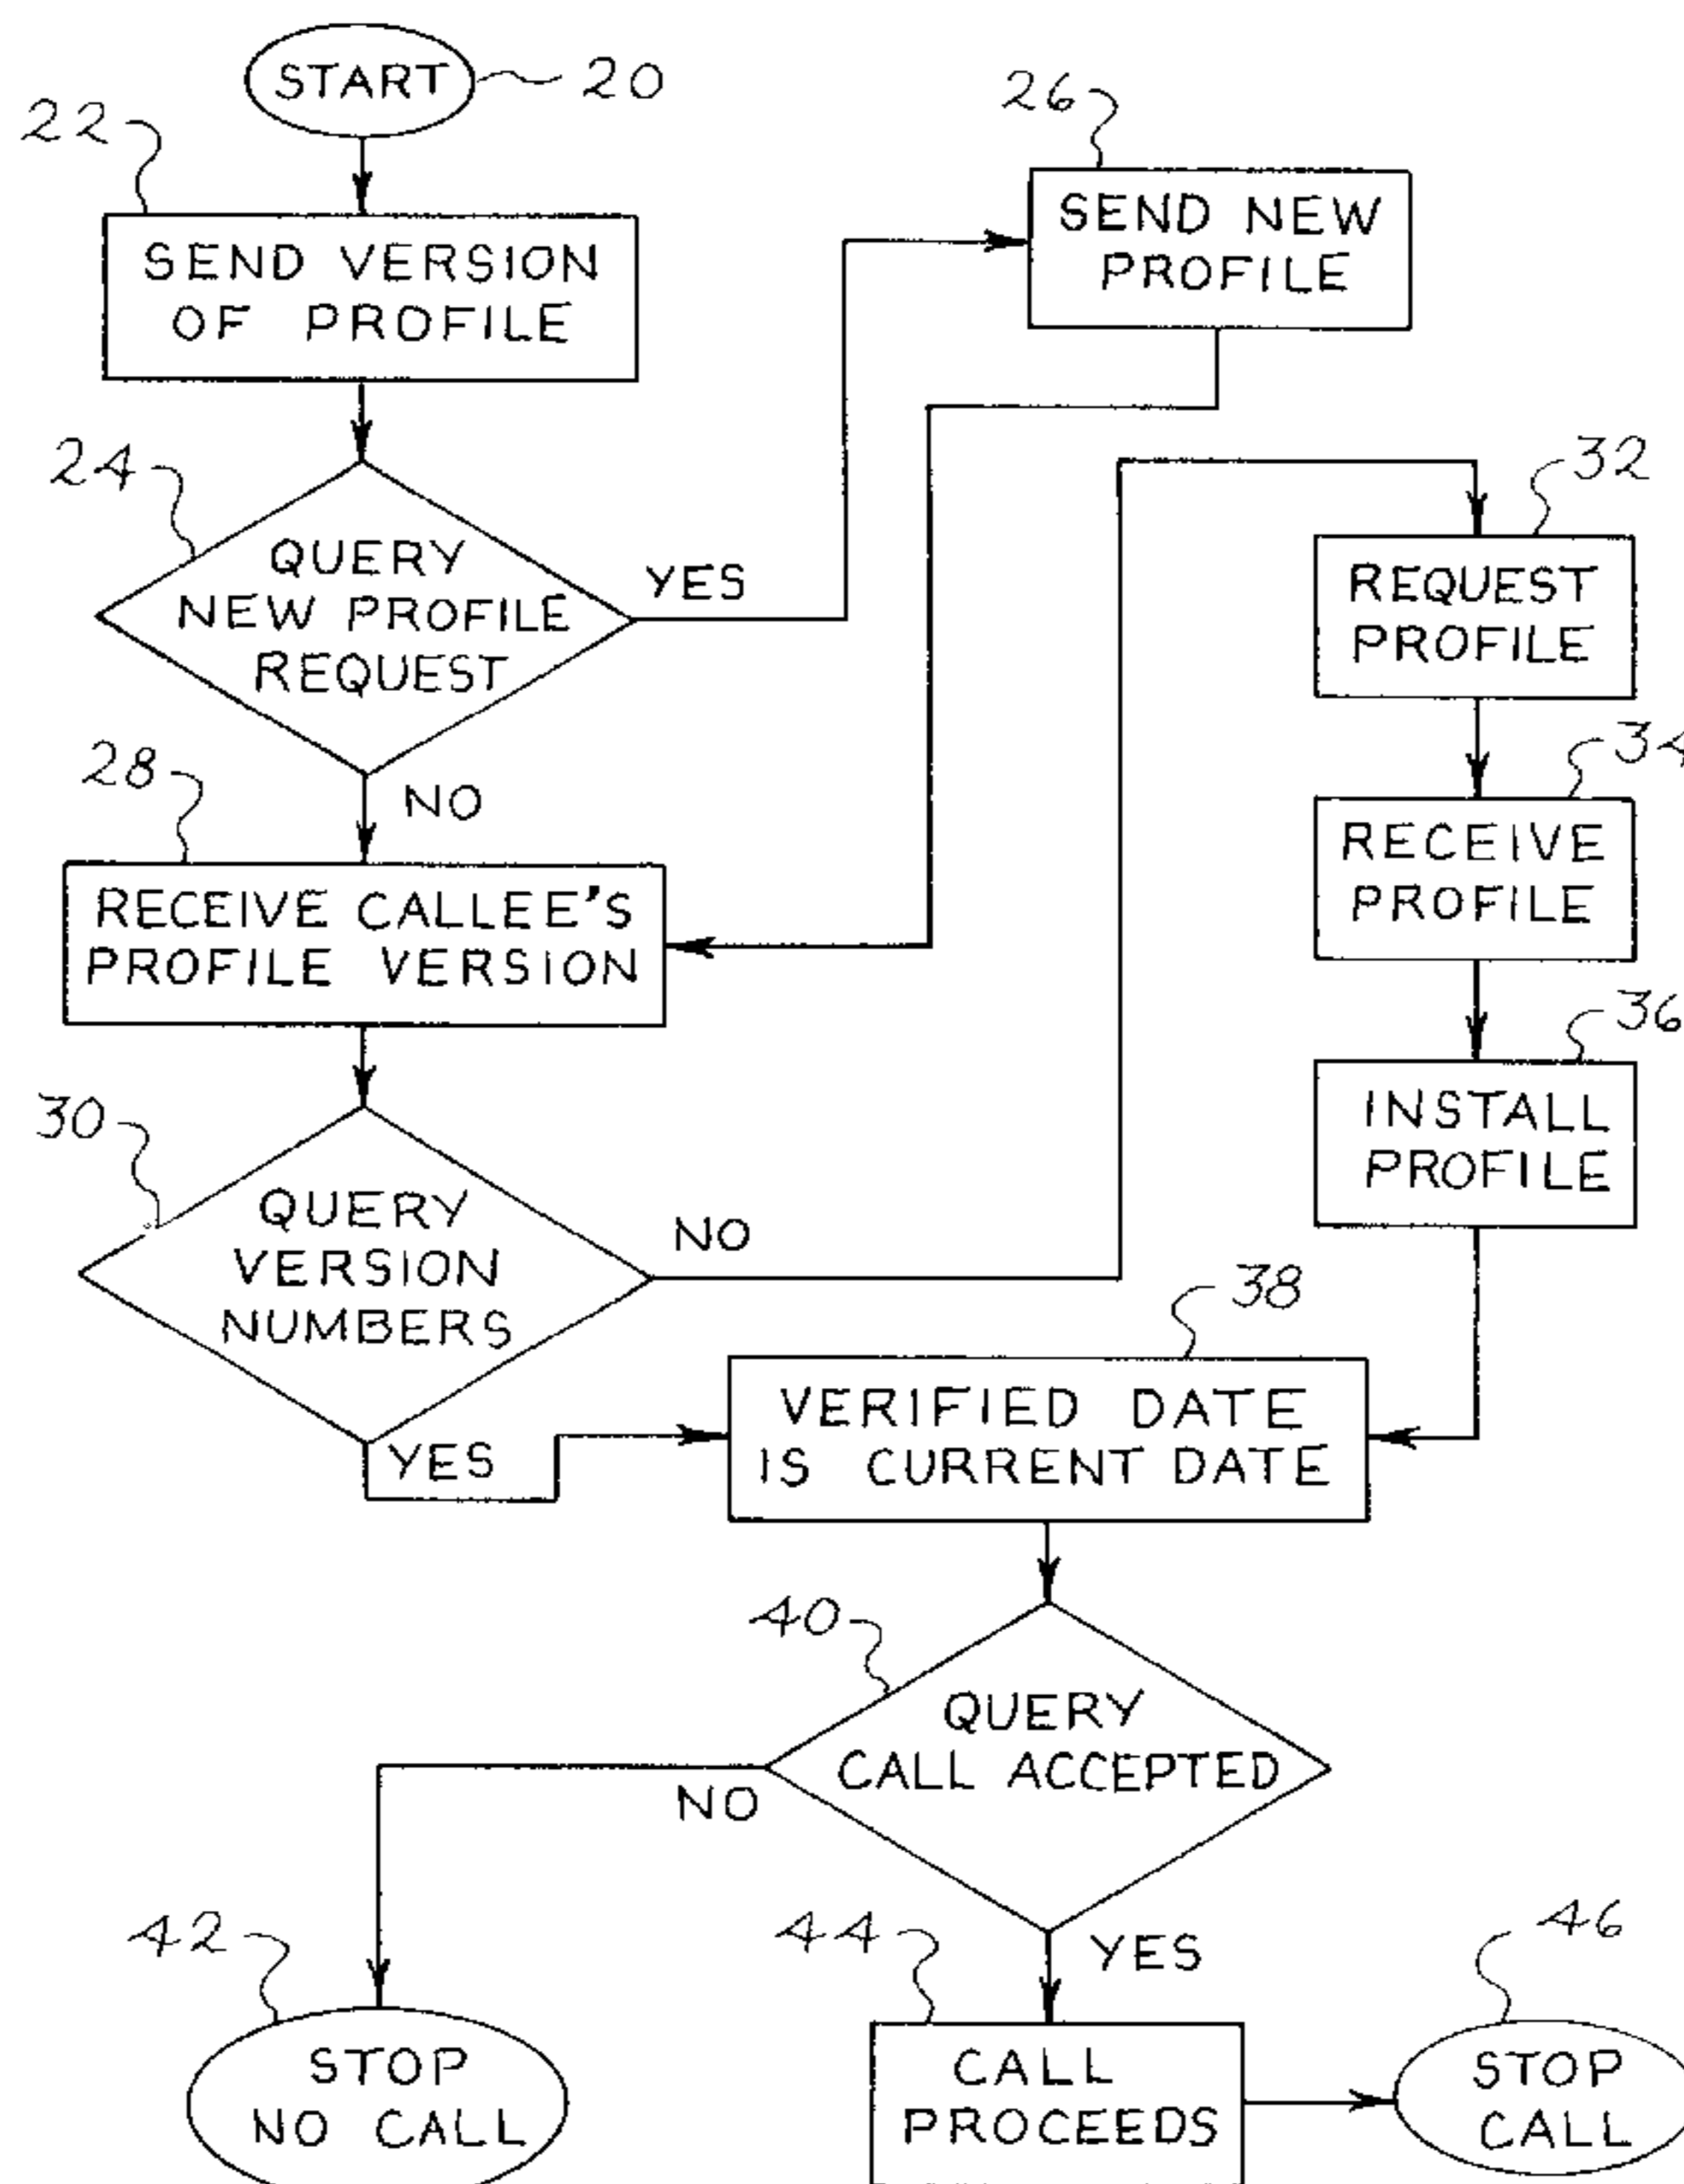 START
20
22
SEND VERSION
OF PROFILE
26
SEND NEW
PROFILE
24
QUERY
NEW PROFILE
REQUEST
YES
NO
32
REQUEST
PROFILE
28
RECEIVE CALLEE'S
PROFILE VERSION
34
RECEIVE
PROFILE
36
INSTALL
PROFILE
30
QUERY
VERSION
NUMBERS
NO
YES
38
VERIFIED DATE
IS CURRENT DATE
40
QUERY
CALL ACCEPTED
NO
YES
42
STOP
NO CALL
44
CALL
PROCEEDS
46
STOP
CALL